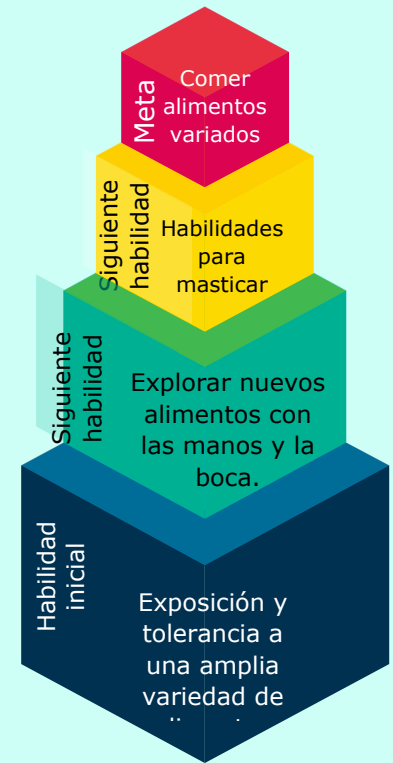 Meta
Comer
alimentos
variados
Siguiente
habilidad
Habilidades
para
masticar
Siguiente
habilidad
Explorar nuevos
alimentos con
las manos y la
boca.
Habilidad
inicial
Exposición y
tolerancia a
una amplia
variedad de